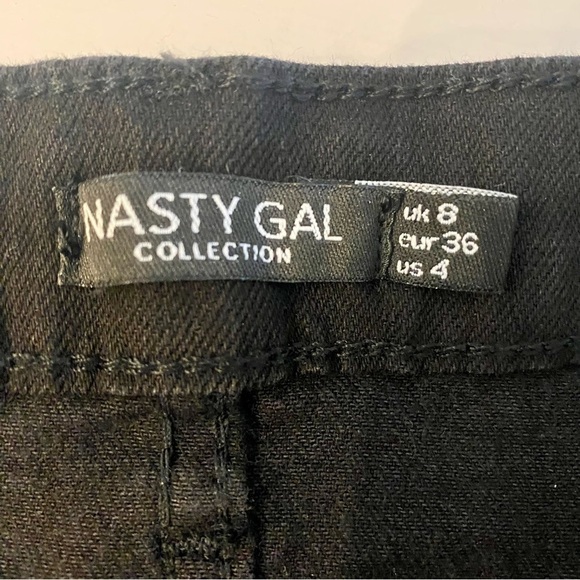 NASTY GAL
COLLECTION
uk 8
eur 36
us 4